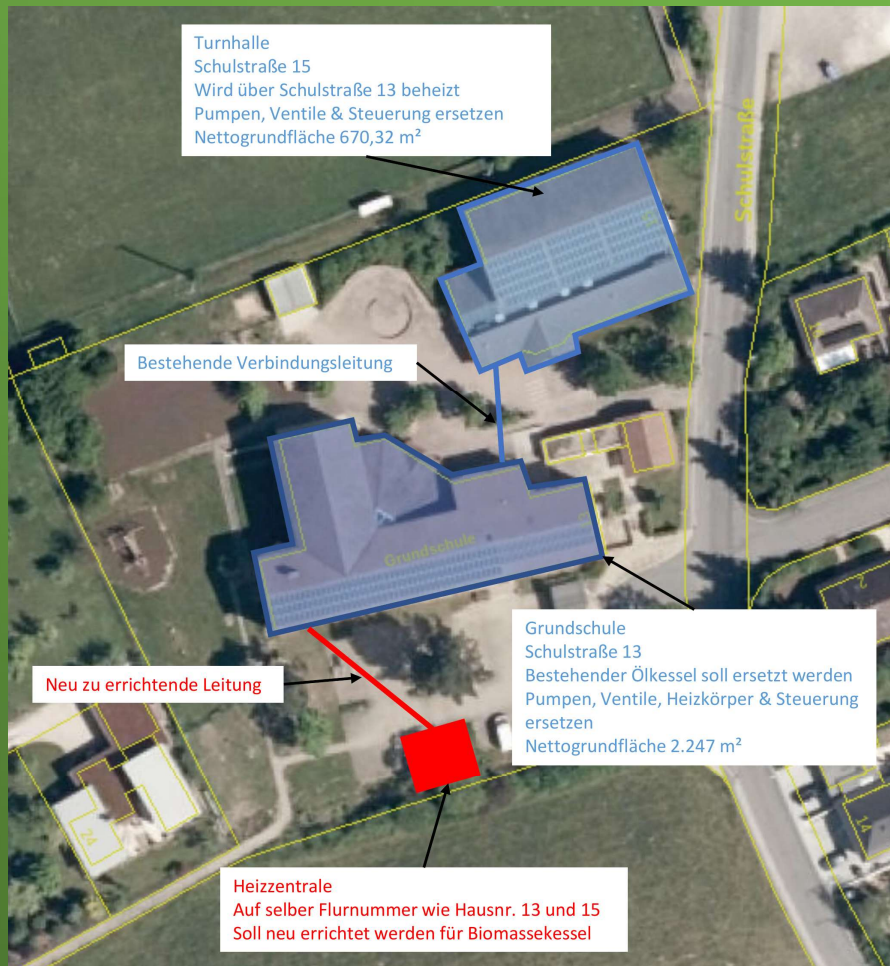 Turnhalle
Schulstraße 15
Wird über Schulstraße 13 beheizt
Pumpen, Ventile & Steuerung ersetzen
Nettogrundfläche 670,32 m²
Schulstraße
Bestehende Verbindungsleitung
Grundschule
13
Neu zu errichtende Leitung
Grundschule
Schulstraße 13
Bestehender Ölkessel soll ersetzt werden
Pumpen, Ventile, Heizkörper & Steuerung
ersetzen
Nettogrundfläche 2.247 m²
2
24
14
Heizzentrale
Auf selber Flurnummer wie Hausnr. 13 und 15
Soll neu errichtet werden für Biomassekessel